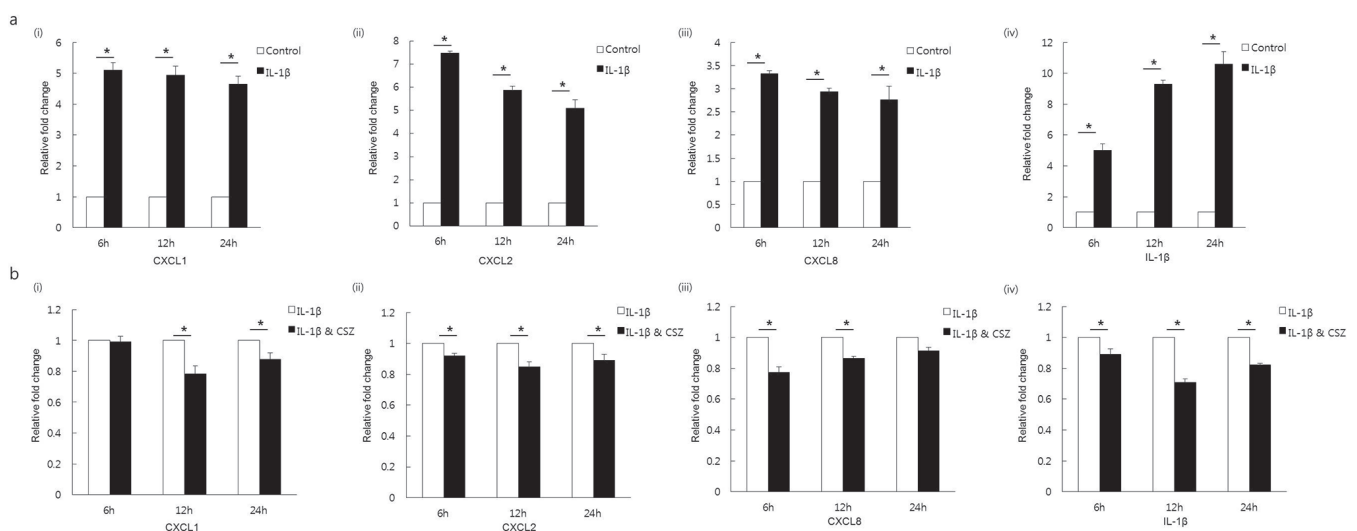 a
(i)
Relative fold change
6
5
4
3
2
1
0
* * *
Control
IL-1β
6h 12h 24h
CXCL1
(ii)
Relative fold change
8
7
6
5
4
3
2
1
0
* * *
Control
IL-1β
6h 12h 24h
CXCL2
(iii)
Relative fold change
4
3.5
3
2.5
2
1.5
1
0.5
0
* * *
Control
IL-1β
6h 12h 24h
CXCL8
(iv)
Relative fold change
12
10
8
6
4
2
0
* * *
Control
IL-1β
6h 12h 24h
IL-1β
b
(i)
Relative fold change
1.2
1
0.8
0.6
0.4
0.2
0
* *
IL-1β
IL-1β & CSZ
6h 12h 24h
CXCL1
(ii)
Relative fold change
1.2
1
0.8
0.6
0.4
0.2
0
* * *
IL-1β
IL-1β & CSZ
6h 12h 24h
CXCL2
(iii)
Relative fold change
1.2
1
0.8
0.6
0.4
0.2
0
* *
IL-1β
IL-1β & CSZ
6h 12h 24h
CXCL8
(iv)
Relative fold change
1.2
1
0.8
0.6
0.4
0.2
0
* * *
IL-1β
IL-1β & CSZ
6h 12h 24h
IL-1β